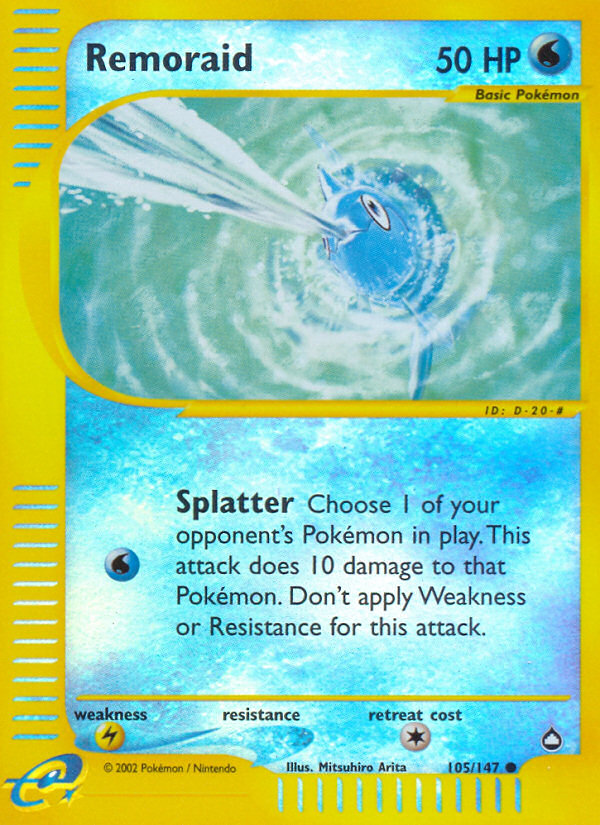 Remoraid 50 HP
Basic Pokémon
ID: D-20-#
Splatter Choose 1 of your
opponent's Pokémon in play. This
attack does 10 damage to that
Pokémon. Don't apply Weakness
or Resistance for this attack.
weakness resistance retreat cost
© 2002 Pokémon / Nintendo Illus. Mitsuhiro Arita 105/147